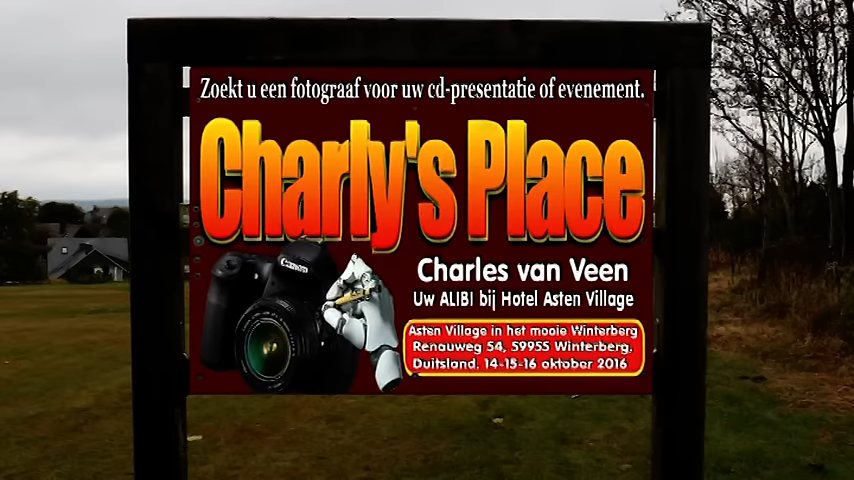 Zoekt u een fotograaf voor uw cd-presentatie of evenement.
Charly's Place
Canon
Charles van Veen
Uw ALIBI bij Hotel Asten Village
Asten Village in het mooie Winterberg
Renauweg 54, 59955 Winterberg,
Duitsland. 14-15-16 oktober 2016